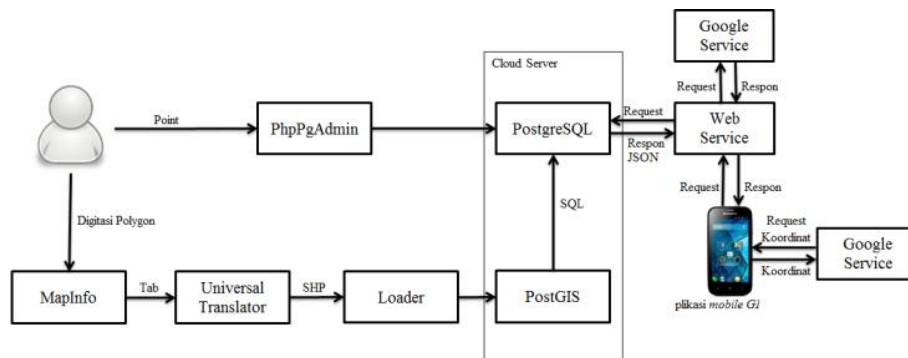 Google
Service
Cloud Server
Request
Respon
Point
PhpPgAdmin
PostgreSQL
Request
Respon
JSON
Web
Service
Digitasi Polygon
SQL
Request
Respon
Request
Koordinat
Koordinat
Google
Service
MapInfo
Tab
Universal
Translator
SHP
Loader
PostGIS
plikasi mobile GI